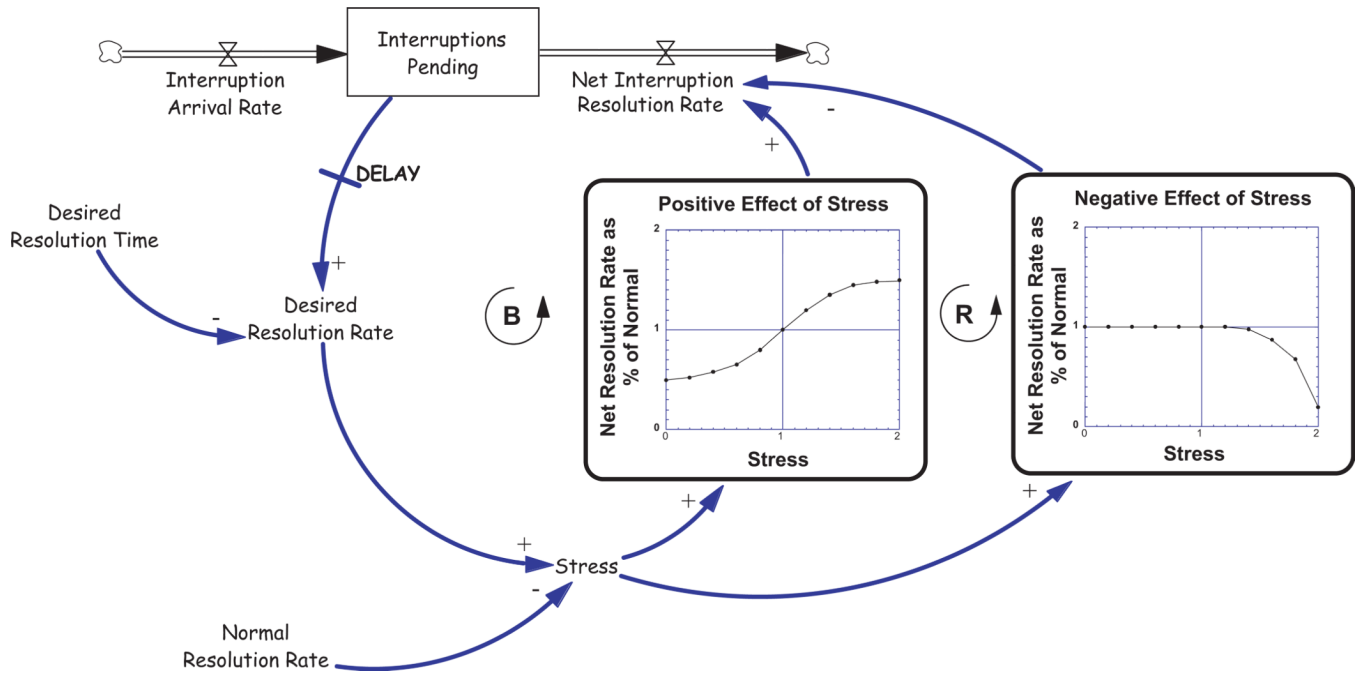 Interruptions
Pending
Interruption
Arrival Rate
Net Interruption
Resolution Rate
-
+
DELAY
Desired
Resolution Time
+
-
Desired
Resolution Rate
B
Positive Effect of Stress
Net Resolution Rate as
% of Normal
2
1
0
0
1
2
Stress
R
Negative Effect of Stress
Net Resolution Rate as
% of Normal
2
1
0
0
1
2
Stress
+
+
+
Stress
-
Normal
Resolution Rate